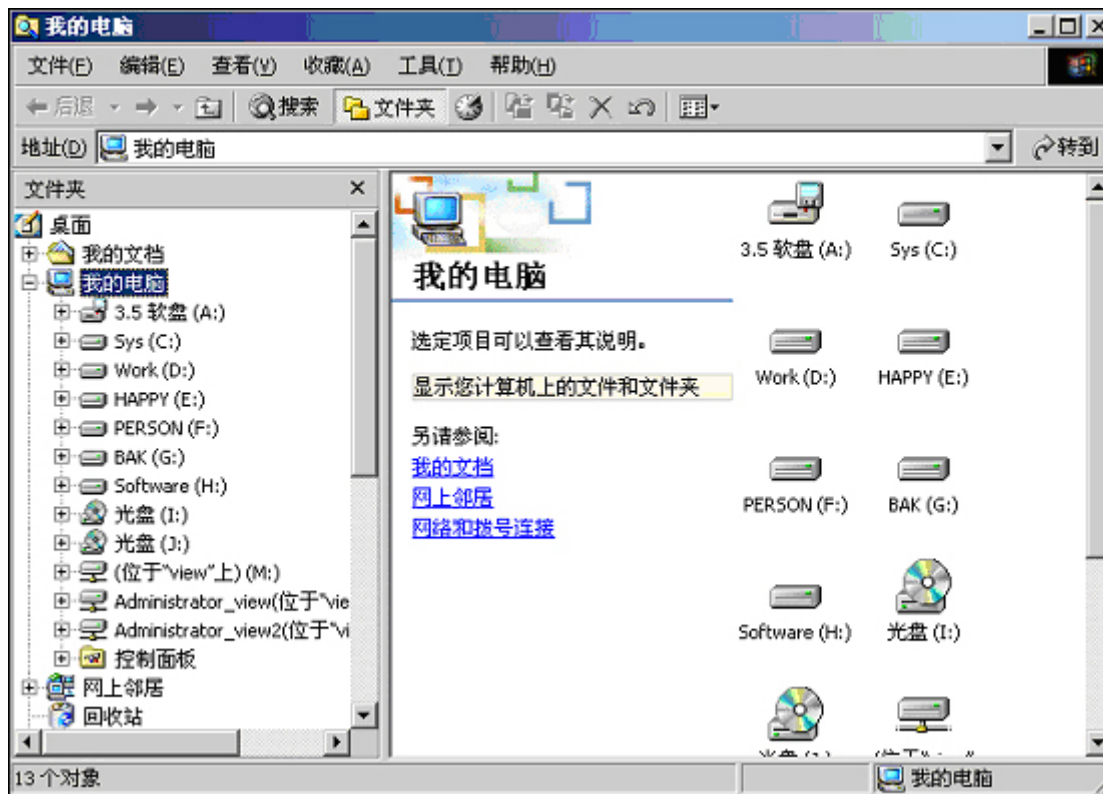 我的电脑
文件(F) 编辑(E) 查看(V) 收藏(A) 工具(T) 帮助(H)
后退 搜索 文件夹
地址(D) 我的电脑 转到
文件夹
桌面
我的文档
我的电脑
3.5 软盘 (A:)
Sys (C:)
Work (D:)
HAPPY (E:)
PERSON (F:)
BAK (G:)
Software (H:)
光盘 (I:)
光盘 (J:)
(位于"view"上) (M:)
Administrator_view(位于"vie
Administrator_view2(位于"vi
控制面板
网上邻居
回收站
我的电脑
选定项目可以查看其说明。
显示您计算机上的文件和文件夹
另请参阅:
我的文档
网上邻居
网络和拨号连接
3.5 软盘 (A:) Sys (C:)
Work (D:) HAPPY (E:)
PERSON (F:) BAK (G:)
Software (H:) 光盘 (I:)
13 个对象 我的电脑